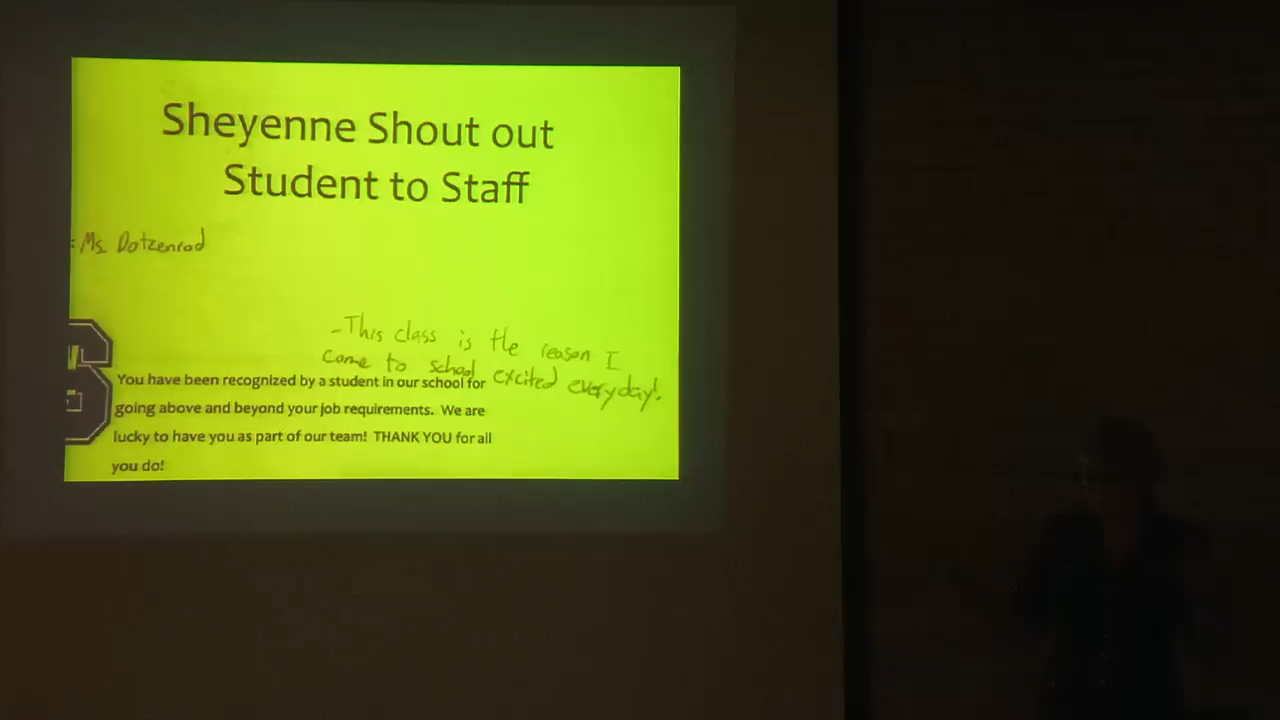 Sheyenne Shout out
Student to Staff
: Ms. Dotzenrod
-This class is the reason I
come to school excited everyday!
You have been recognized by a student in our school for
going above and beyond your job requirements. We are
lucky to have you as part of our team! THANK YOU for all
you do!